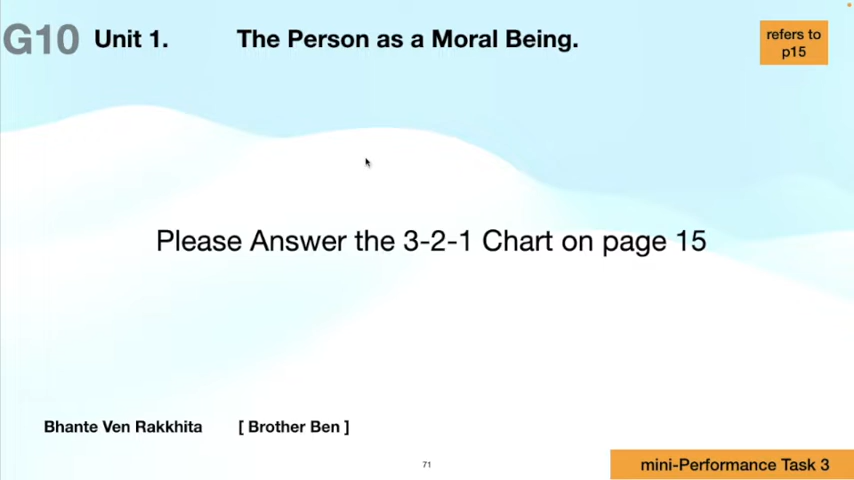 G10 Unit 1. The Person as a Moral Being.
refers to
p15
Please Answer the 3-2-1 Chart on page 15
Bhante Ven Rakkhita [ Brother Ben ]
71
mini-Performance Task 3